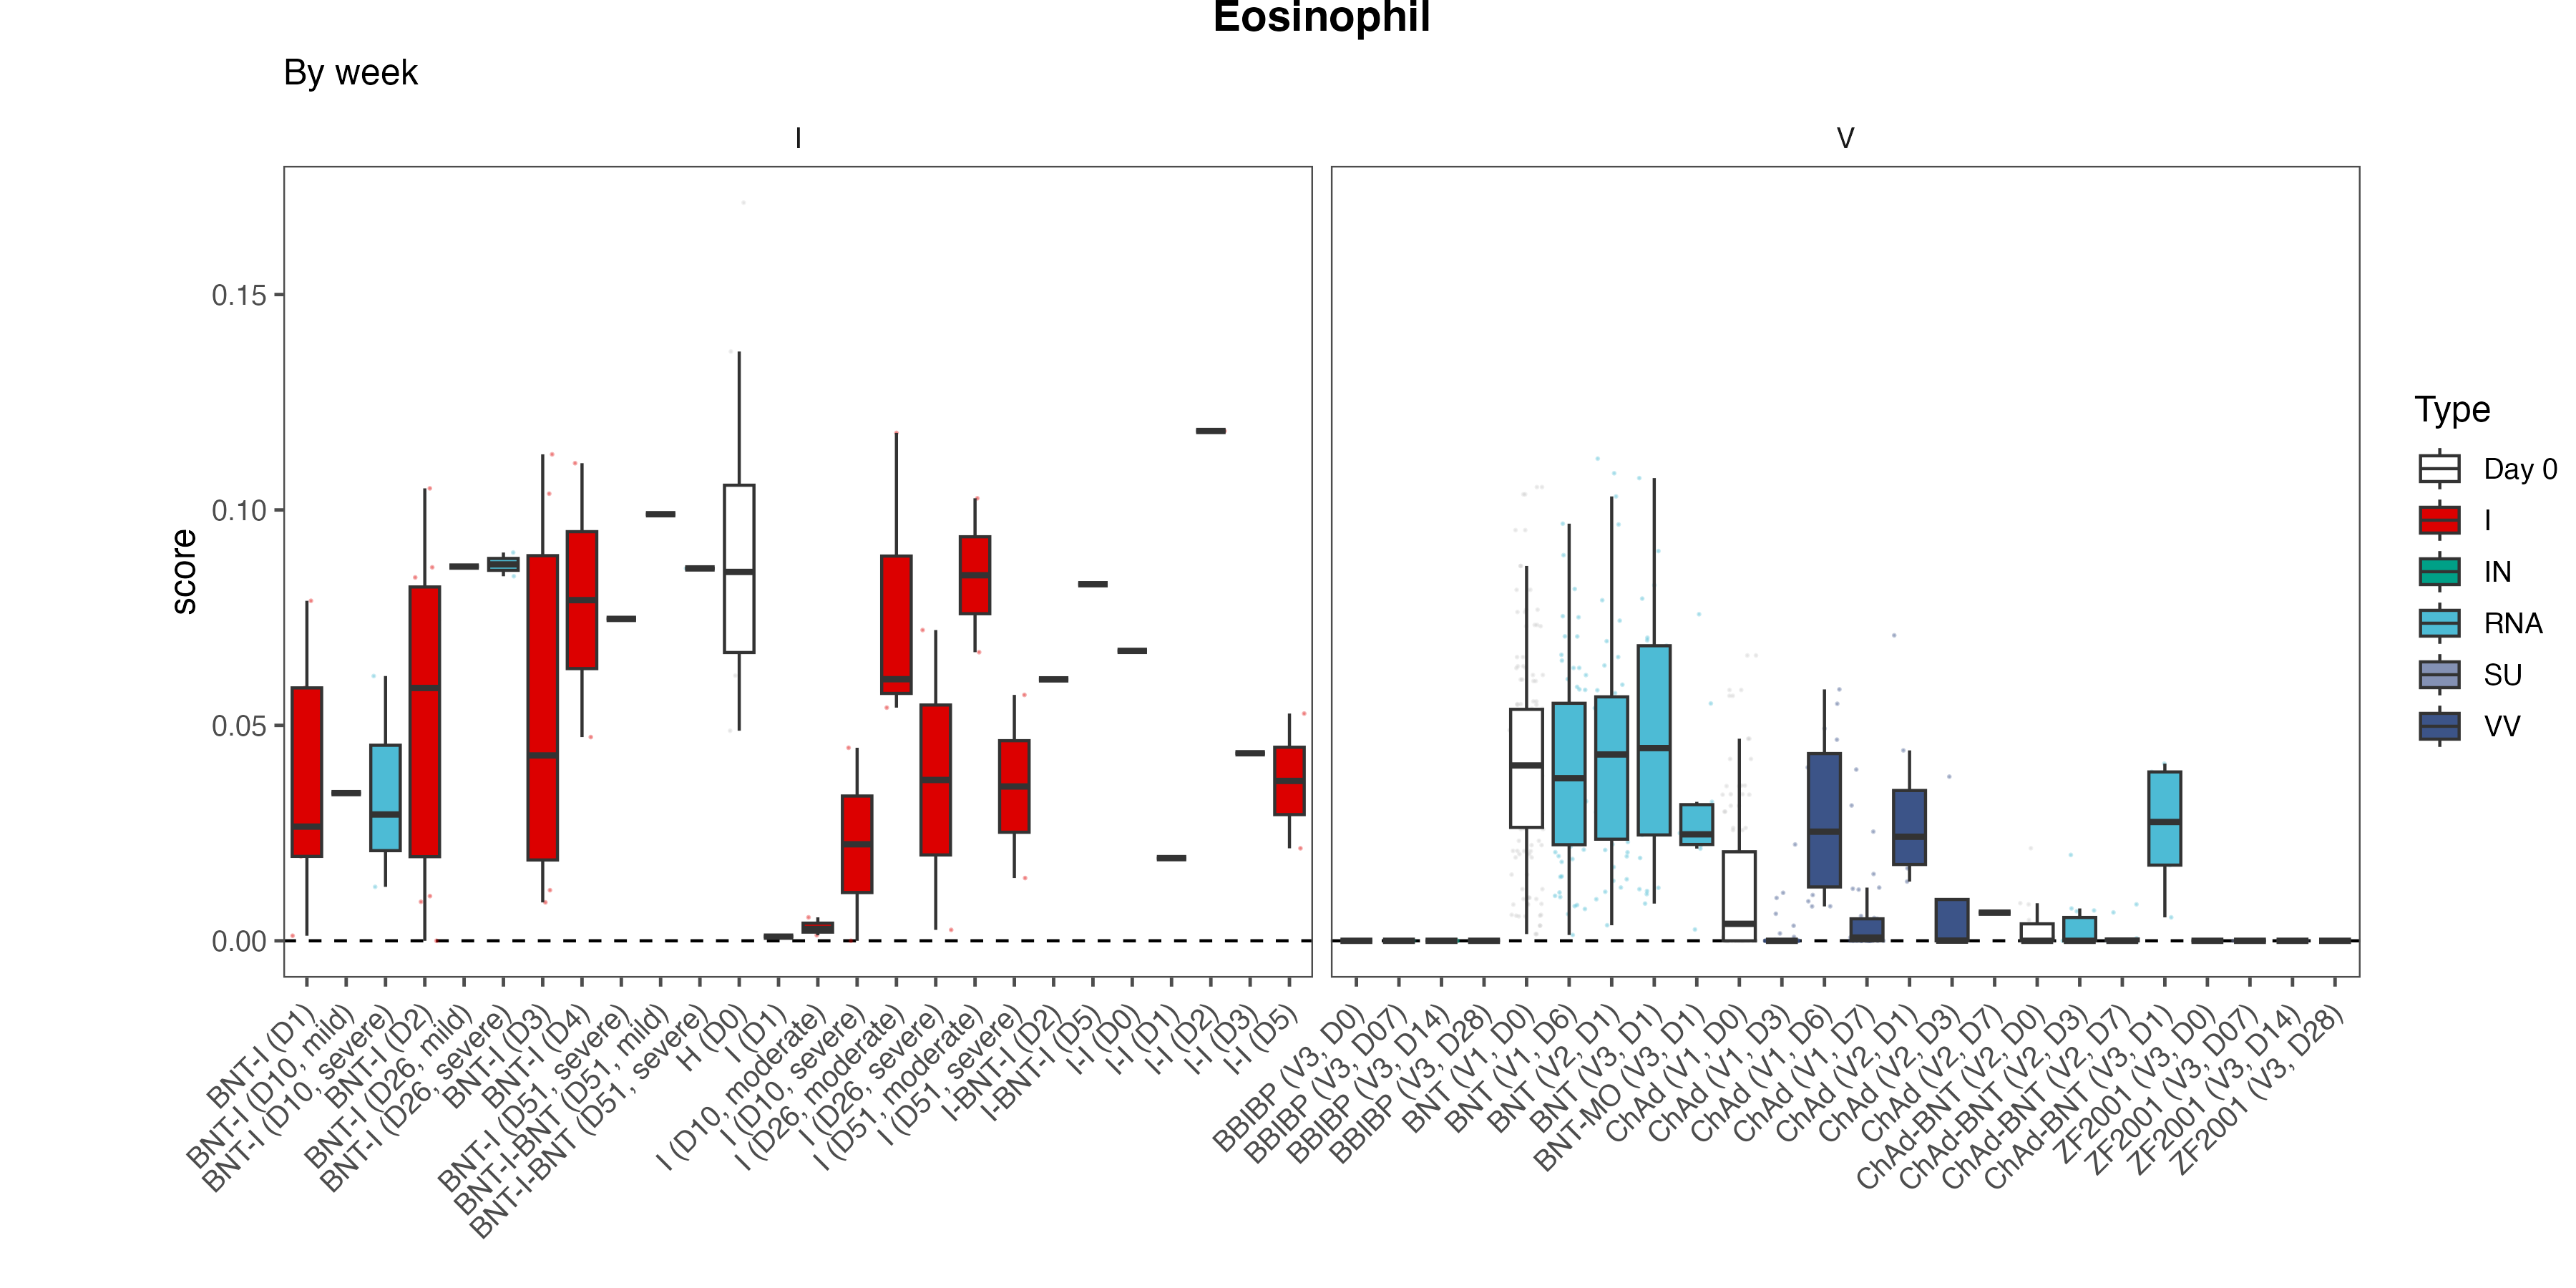 Eosinophil
By week
I
V
score
0.15
0.10
0.05
0.00
BNT-I (D1)
BNT-I (D10, mild)
BNT-I (D10, severe)
BNT-I (D2)
BNT-I (D26, mild)
BNT-I (D26, severe)
BNT-I (D3)
BNT-I (D4)
BNT-I (D51, severe)
BNT-I-BNT (D51, mild)
BNT-I-BNT (D51, severe)
H (D0)
I (D1)
I (D10, moderate)
I (D10, severe)
I (D26, moderate)
I (D26, severe)
I (D51, moderate)
I (D51, severe)
I-BNT-I (D2)
I-BNT-I (D5)
I-I (D0)
I-I (D1)
I-I (D2)
I-I (D3)
I-I (D5)
BBIBP (V3, D0)
BBIBP (V3, D07)
BBIBP (V3, D14)
BBIBP (V3, D28)
BNT (V1, D0)
BNT (V1, D6)
BNT (V2, D1)
BNT (V3, D1)
BNT-MO (V3, D1)
ChAd (V1, D0)
ChAd (V1, D3)
ChAd (V1, D6)
ChAd (V1, D7)
ChAd (V2, D1)
ChAd (V2, D3)
ChAd (V2, D7)
ChAd-BNT (V2, D0)
ChAd-BNT (V2, D3)
ChAd-BNT (V2, D7)
ChAd-BNT (V3, D1)
ZF2001 (V3, D0)
ZF2001 (V3, D07)
ZF2001 (V3, D14)
ZF2001 (V3, D28)
Type
Day 0
I
IN
RNA
SU
VV